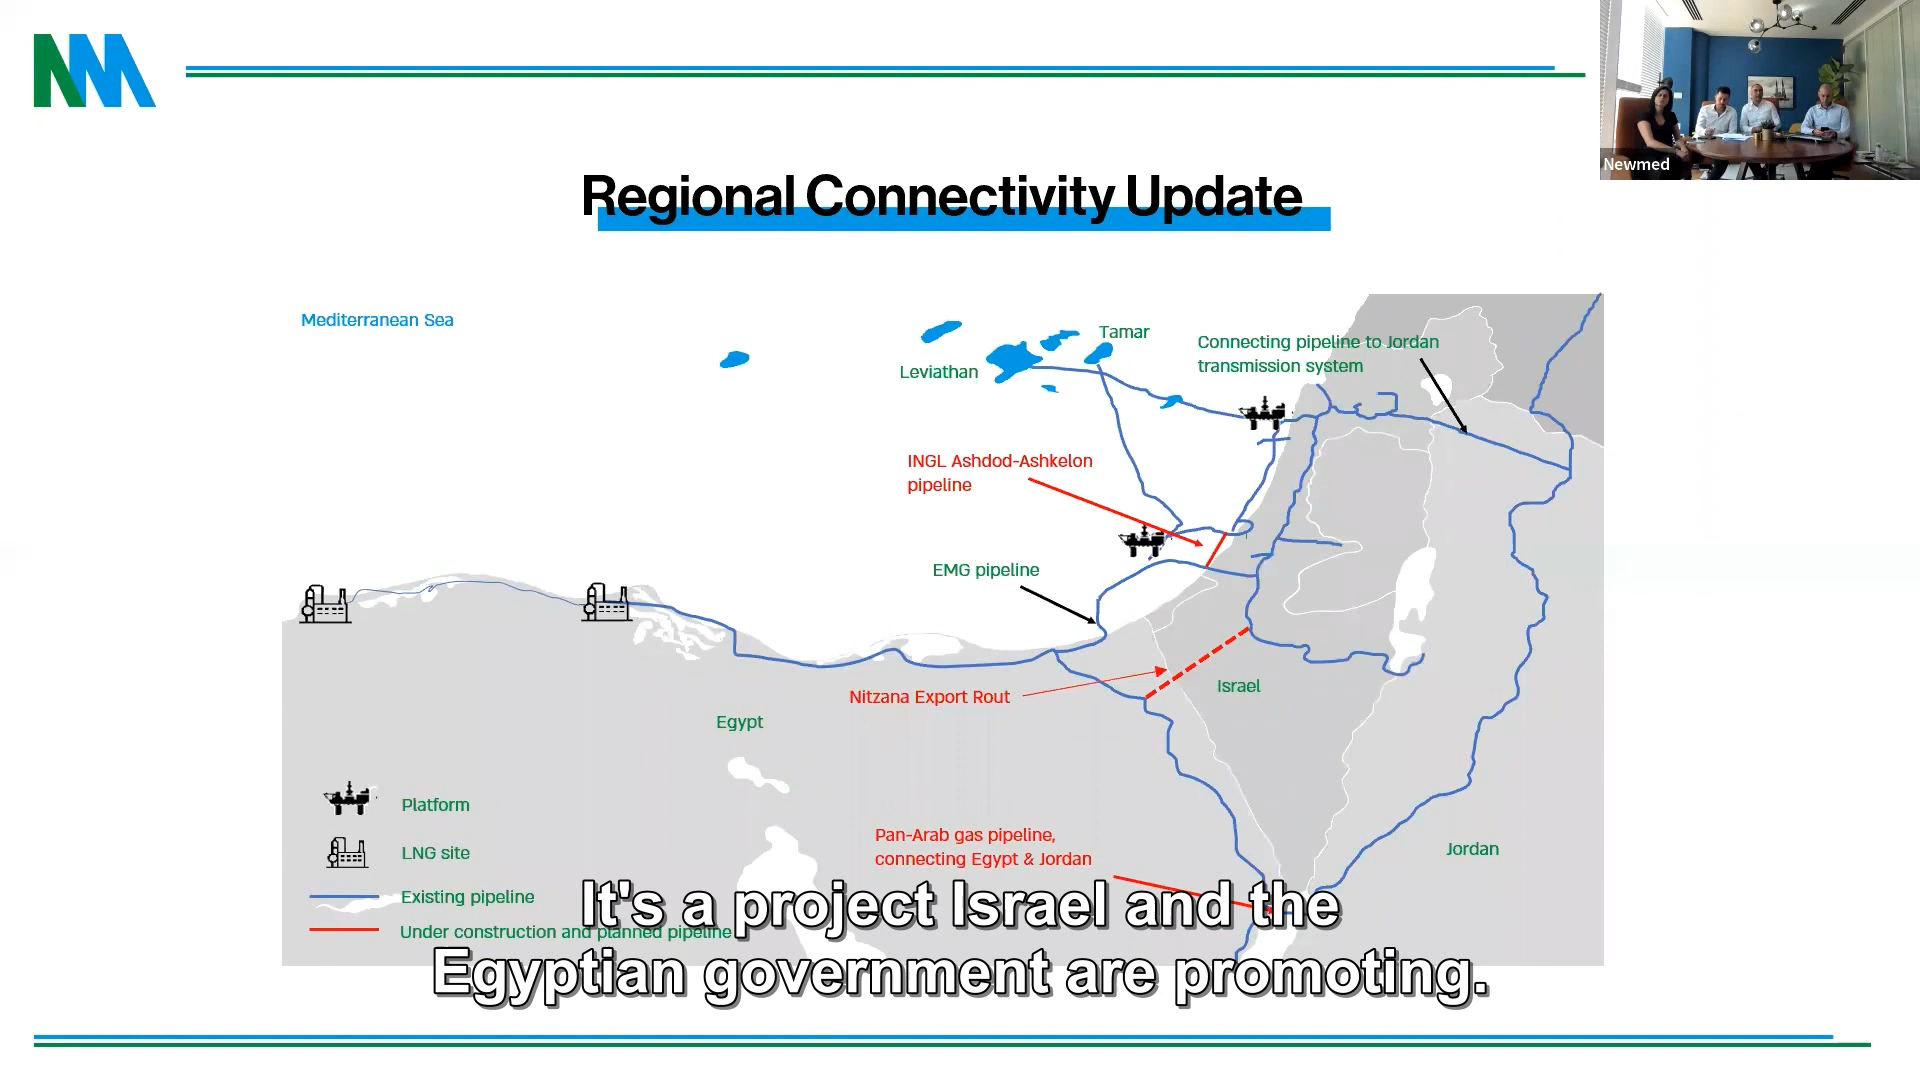 NM
Newmed
Regional Connectivity Update
Mediterranean Sea
Tamar
Leviathan
Connecting pipeline to Jordan
transmission system
INGL Ashdod-Ashkelon
pipeline
EMG pipeline
Nitzana Export Rout
Israel
Egypt
Platform
LNG site
Existing pipeline
Under construction and planned pipeline
Pan-Arab gas pipeline,
connecting Egypt & Jordan
Jordan
It's a project Israel and the
Egyptian government are promoting.